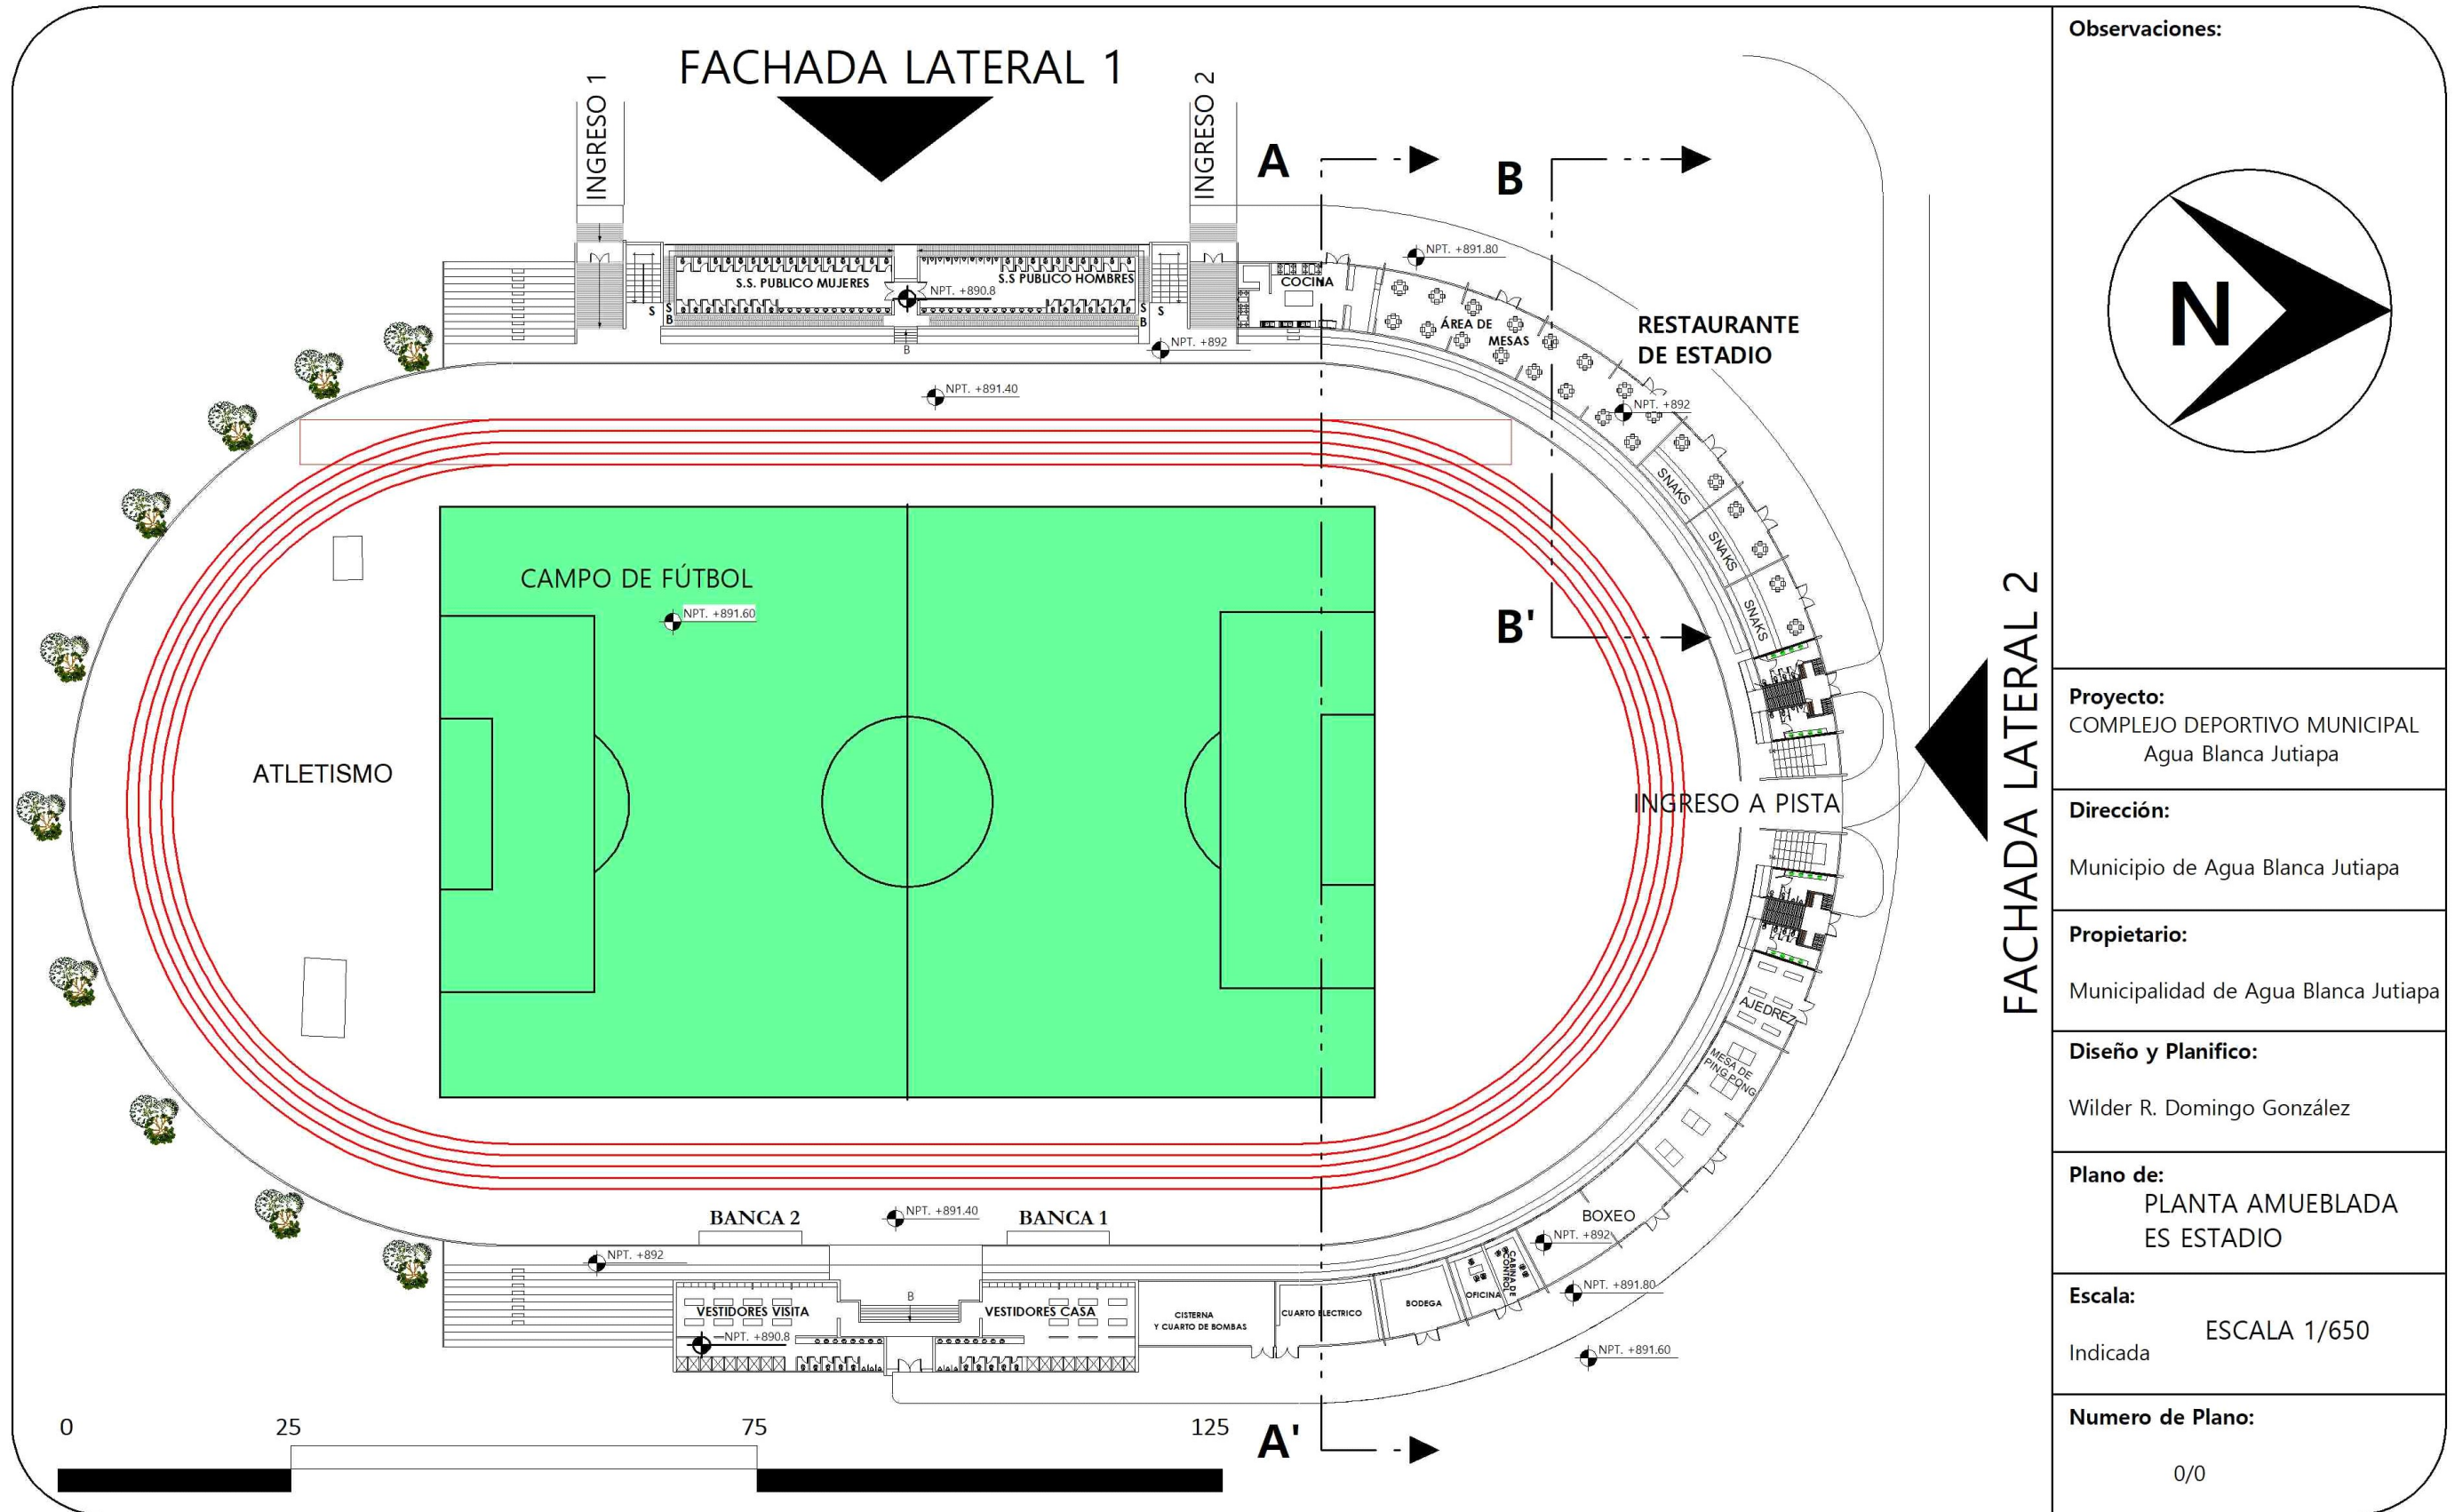 FACHADA LATERAL 1
INGRESO 1
INGRESO 2
A
B
NPT. +891.80
S.S. PUBLICO MUJERES
S.S PUBLICO HOMBRES
NPT. +890.8
COCINA
S
S
B
S
B
S
B
NPT. +892
ÁREA DE
MESAS
RESTAURANTE
DE ESTADIO
NPT. +891.40
NPT. +892
SNAKS
SNAKS
SNAKS
CAMPO DE FÚTBOL
NPT. +891.60
B'
ATLETISMO
INGRESO A PISTA
FACHADA LATERAL 2
AJEDREZ
MESA DE
PING PONG
BOXEO
NPT. +892
BANCA 2
NPT. +891.40
BANCA 1
NPT. +892
CABINA DE
CONTROL
OFICINA
BODEGA
NPT. +891.80
VESTIDORES VISITA
B
VESTIDORES CASA
CISTERNA
Y CUARTO DE BOMBAS
CUARTO ELECTRICO
NPT. +890.8
NPT. +891.60
0
25
75
125
A'
Observaciones:
N
Proyecto:
COMPLEJO DEPORTIVO MUNICIPAL
Agua Blanca Jutiapa
Dirección:
Municipio de Agua Blanca Jutiapa
Propietario:
Municipalidad de Agua Blanca Jutiapa
Diseño y Planifico:
Wilder R. Domingo González
Plano de:
PLANTA AMUEBLADA
ES ESTADIO
Escala:
ESCALA 1/650
Indicada
Numero de Plano:
0/0